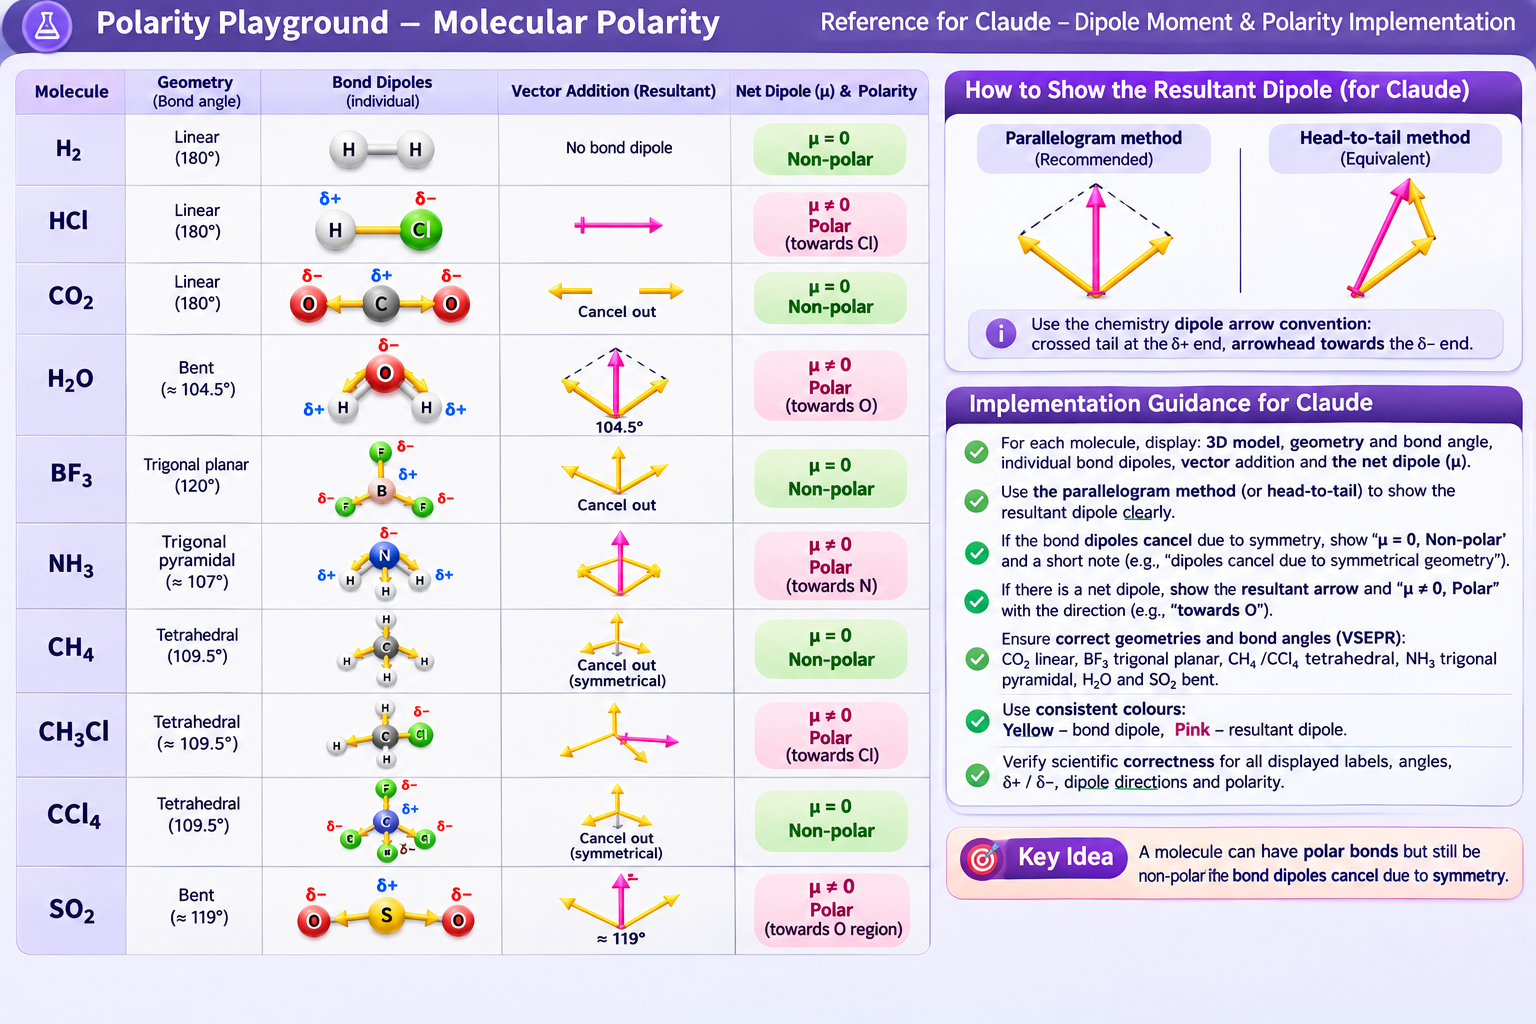 Polarity Playground – Molecular Polarity
Reference for Claude – Dipole Moment & Polarity Implementation
Molecule
Geometry
(Bond angle)
Bond Dipoles
(individual)
Vector Addition (Resultant)
Net Dipole (μ) & Polarity
H₂
Linear
(180°)
H H
No bond dipole
μ = 0
Non-polar
HCl
Linear
(180°)
δ+ δ−
H Cl
μ ≠ 0
Polar
(towards Cl)
CO₂
Linear
(180°)
δ− δ+ δ−
O C O
Cancel out
μ = 0
Non-polar
H₂O
Bent
(≈ 104.5°)
δ−
O
δ+ H H δ+
104.5°
μ ≠ 0
Polar
(towards O)
BF₃
Trigonal planar
(120°)
F δ−
δ+
B
δ− F F δ−
Cancel out
μ = 0
Non-polar
NH₃
Trigonal
pyramidal
(≈ 107°)
δ−
N
δ+ H H δ+
H
μ ≠ 0
Polar
(towards N)
CH₄
Tetrahedral
(109.5°)
H
C
H H
H
Cancel out
(symmetrical)
μ = 0
Non-polar
CH₃Cl
Tetrahedral
(≈ 109.5°)
H δ−
C Cl
H
H
μ ≠ 0
Polar
(towards Cl)
CCl₄
Tetrahedral
(109.5°)
F δ−
δ+
C
δ− δ−
Cl
δ−
Cancel out
(symmetrical)
μ = 0
Non-polar
SO₂
Bent
(≈ 119°)
δ− δ+ δ−
O S O
≈ 119°
μ ≠ 0
Polar
(towards O region)
How to Show the Resultant Dipole (for Claude)
Parallelogram method
(Recommended)
Head-to-tail method
(Equivalent)
i
Use the chemistry dipole arrow convention:
crossed tail at the δ+ end, arrowhead towards the δ− end.
Implementation Guidance for Claude
For each molecule, display: 3D model, geometry and bond angle,
individual bond dipoles, vector addition and the net dipole (μ).
Use the parallelogram method (or head-to-tail) to show the
resultant dipole clearly.
If the bond dipoles cancel due to symmetry, show “μ = 0, Non-polar’
and a short note (e.g., “dipoles cancel due to symmetrical geometry”).
If there is a net dipole, show the resultant arrow and “μ ≠ 0, Polar”
with the direction (e.g., “towards O”).
Ensure correct geometries and bond angles (VSEPR):
CO₂ linear, BF₃ trigonal planar, CH₄ /CCl₄ tetrahedral, NH₃ trigonal
pyramidal, H₂O and SO₂ bent.
Use consistent colours:
Yellow – bond dipole, Pink – resultant dipole.
Verify scientific correctness for all displayed labels, angles,
δ+ / δ−, dipole directions and polarity.
Key Idea
A molecule can have polar bonds but still be
non-polar the bond dipoles cancel due to symmetry.